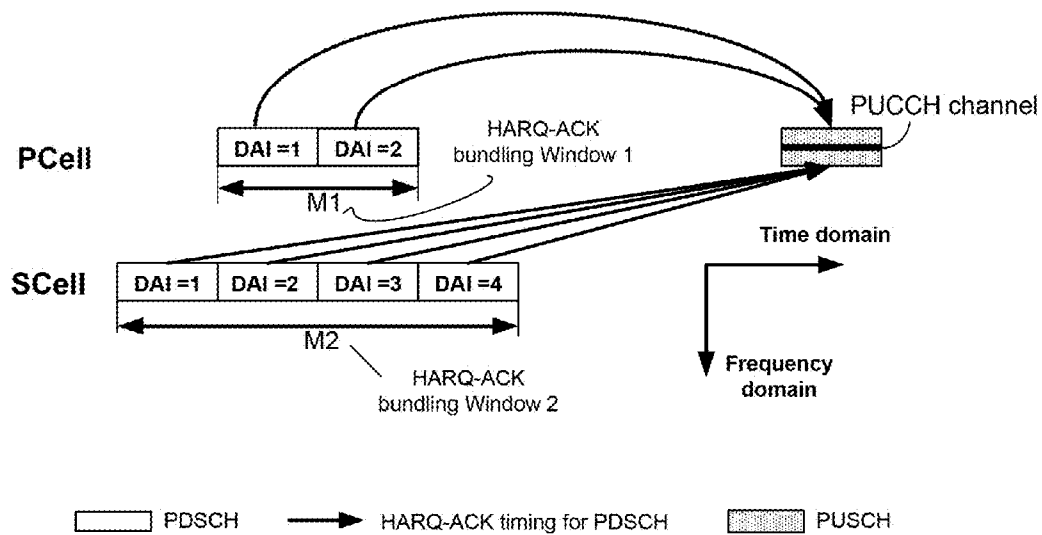 PUCCH channel
HARQ-ACK
bundling Window 1
PCell
DAI =1
DAI =2
M1
Time domain
SCell
DAI =1
DAI =2
DAI =3
DAI =4
M2
Frequency
domain
HARQ-ACK
bundling Window 2
PDSCH
HARQ-ACK timing for PDSCH
PUSCH